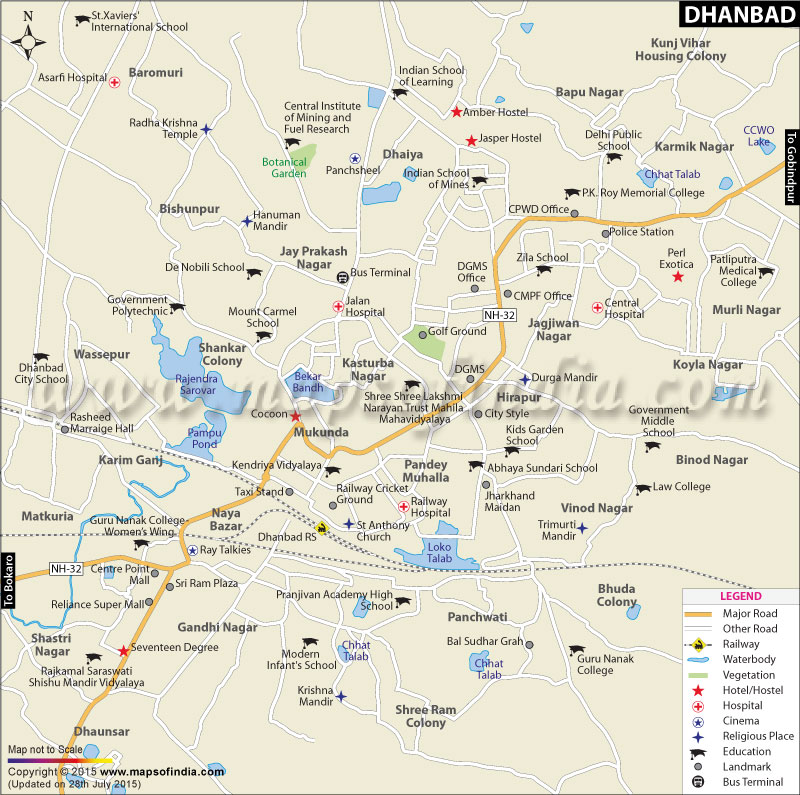 DHANBAD
N
St.Xaviers'
International School
Kunj Vihar
Housing Colony
Baromuri
Asarfi Hospital
Indian School
of Learning
Bapu Nagar
Central Institute
of Mining and
Fuel Research
Amber Hostel
Radha Krishna
Temple
Jasper Hostel
Delhi Public
School
Karmik Nagar
CCWO
Lake
To Gobindpur
Botanical
Garden
Panchsheel
Dhaiya
Indian School
of Mines
Chhat Talab
P.K. Roy Memorial College
Bishunpur
Hanuman
Mandir
CPWD Office
Police Station
Jay Prakash
Nagar
De Nobili School
Bus Terminal
DGMS
Office
Zila School
Perl
Exotica
Patliputra
Medical
College
Government
Polytechnic
Jalan
Hospital
CMPF Office
Central
Hospital
Mount Carmel
School
NH-32
Jagjiwan
Nagar
Murli Nagar
Golf Ground
Wassepur
Shankar
Colony
Dhanbad
City School
Kasturba
Nagar
Koyla Nagar
Rajendra
Sarovar
Bekar
Bandh
DGMS
Durga Mandir
www.mapsofindia.com
Shree Shree Lakshmi
Narayan Trust Mahila
Mahavidyalaya
Hirapur
Cocoon
City Style
Rasheed
Marraige Hall
Pampu
Pond
Mukunda
Kids Garden
School
Government
Middle
School
Karim Ganj
Kendriya Vidyalaya
Pandey
Muhalla
Abhaya Sundari School
Binod Nagar
Taxi Stand
Railway Cricket
Ground
Jharkhand
Maidan
Law College
Matkuria
Naya
Bazar
Railway
Hospital
Vinod Nagar
Guru Nanak College-
Women's Wing
Dhanbad RS
St Anthony
Church
Trimurti
Mandir
Ray Talkies
Loko
Talab
To Bokaro
NH-32
Centre Point
Mall
Sri Ram Plaza
Reliance Super Mall
Pranjivan Academy High
School
Bhuda
Colony
Gandhi Nagar
Panchwati
Shastri
Nagar
Seventeen Degree
Modern
Infant's School
Chhat
Talab
Bal Sudhar Grah
Rajkamal Saraswati
Shishu Mandir Vidyalaya
Chhat
Talab
Guru Nanak
College
Krishna
Mandir
Shree Ram
Colony
Dhaunsar
LEGEND
Major Road
Other Road
Railway
Waterbody
Vegetation
Hotel/Hostel
Hospital
Cinema
Religious Place
Education
Landmark
Bus Terminal
Map not to Scale
Copyright © 2015 www.mapsofindia.com
(Updated on 28th July 2015)